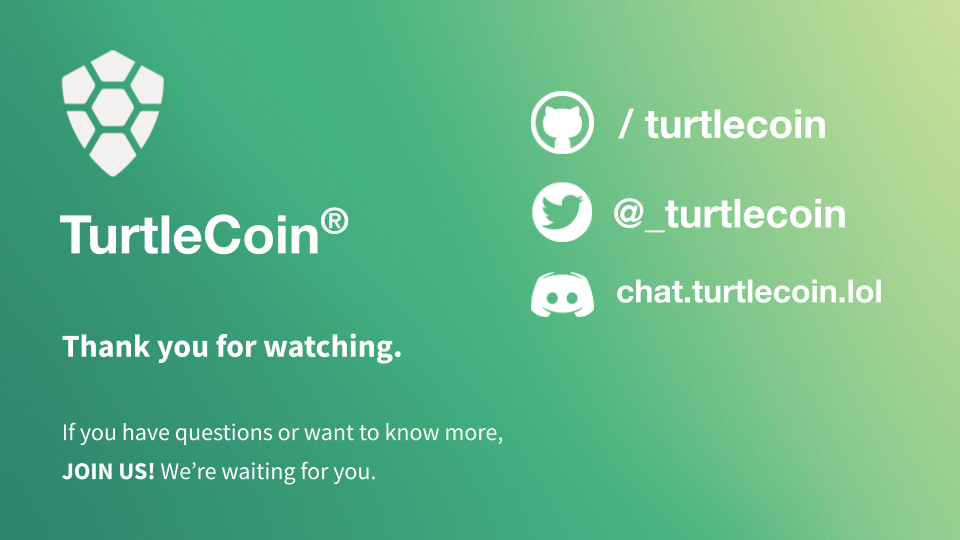 TurtleCoin®
Thank you for watching.
If you have questions or want to know more,
JOIN US! We’re waiting for you.
/ turtlecoin
@_turtlecoin
chat.turtlecoin.lol